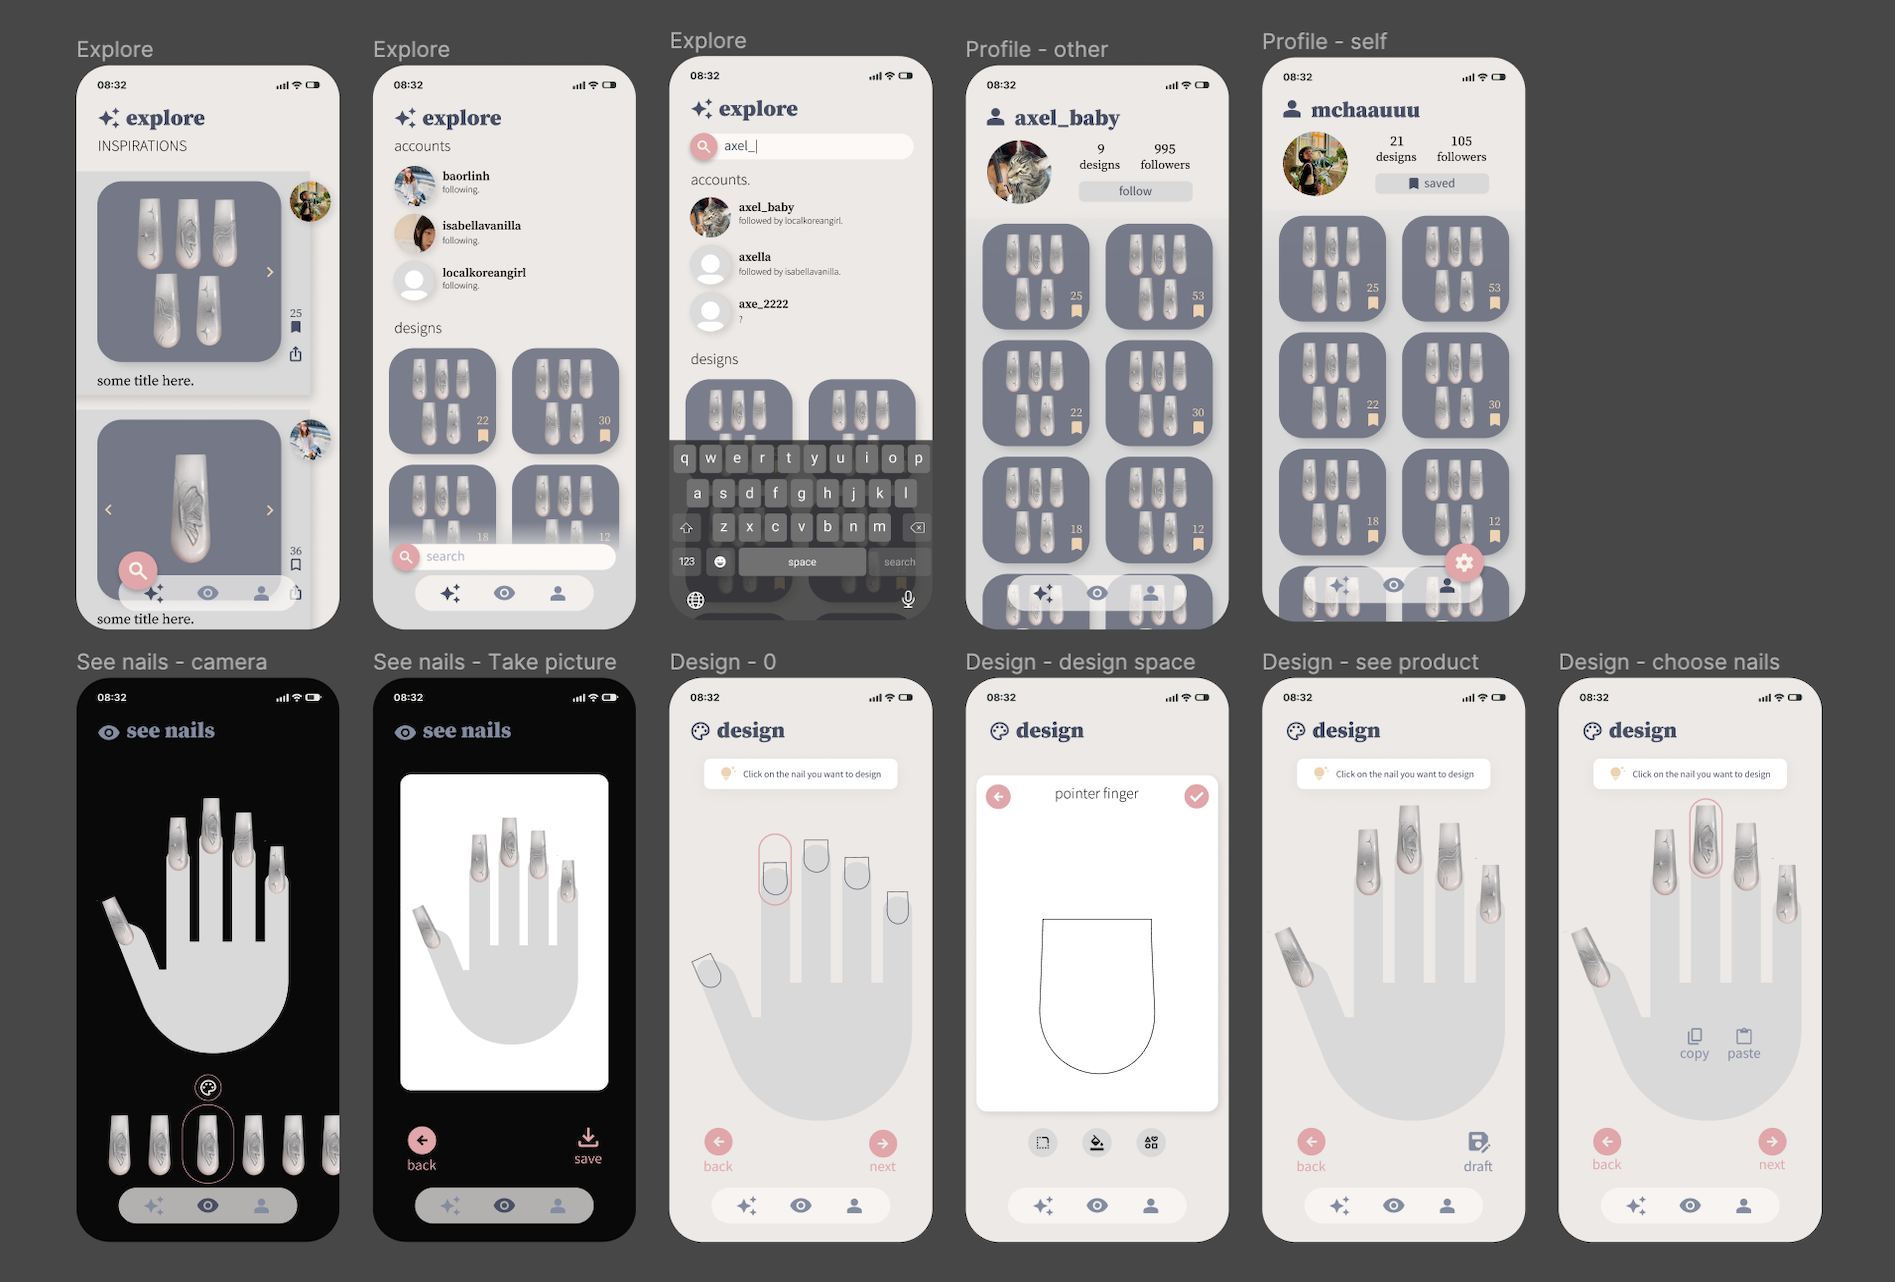 Explore
08:32
explore
INSPIRATIONS
25
some title here.
36
some title here.
Explore
08:32
explore
accounts
baorlinh
following.
isabellavanilla
following.
localkoreangirl
following.
designs
22
30
18
12
search
Explore
08:32
explore
axel_
accounts.
axel_baby
followed by localkoreangirl.
axella
followed by isabellavanilla.
axe_2222
?
designs
q w e r t y u i o p
a s d f g h j k l
z x c v b n m
123 space search
Profile - other
08:32
axel_baby
9 995
designs followers
follow
25 53
22 30
18 12
Profile - self
08:32
mchaauuu
21 105
designs followers
saved
25 53
22 30
18 12
See nails - camera
08:32
see nails
See nails - Take picture
08:32
see nails
back save
Design - 0
08:32
design
Click on the nail you want to design
back next
Design - design space
08:32
design
pointer finger
Design - see product
08:32
design
Click on the nail you want to design
back draft
Design - choose nails
08:32
design
Click on the nail you want to design
copy paste
back next